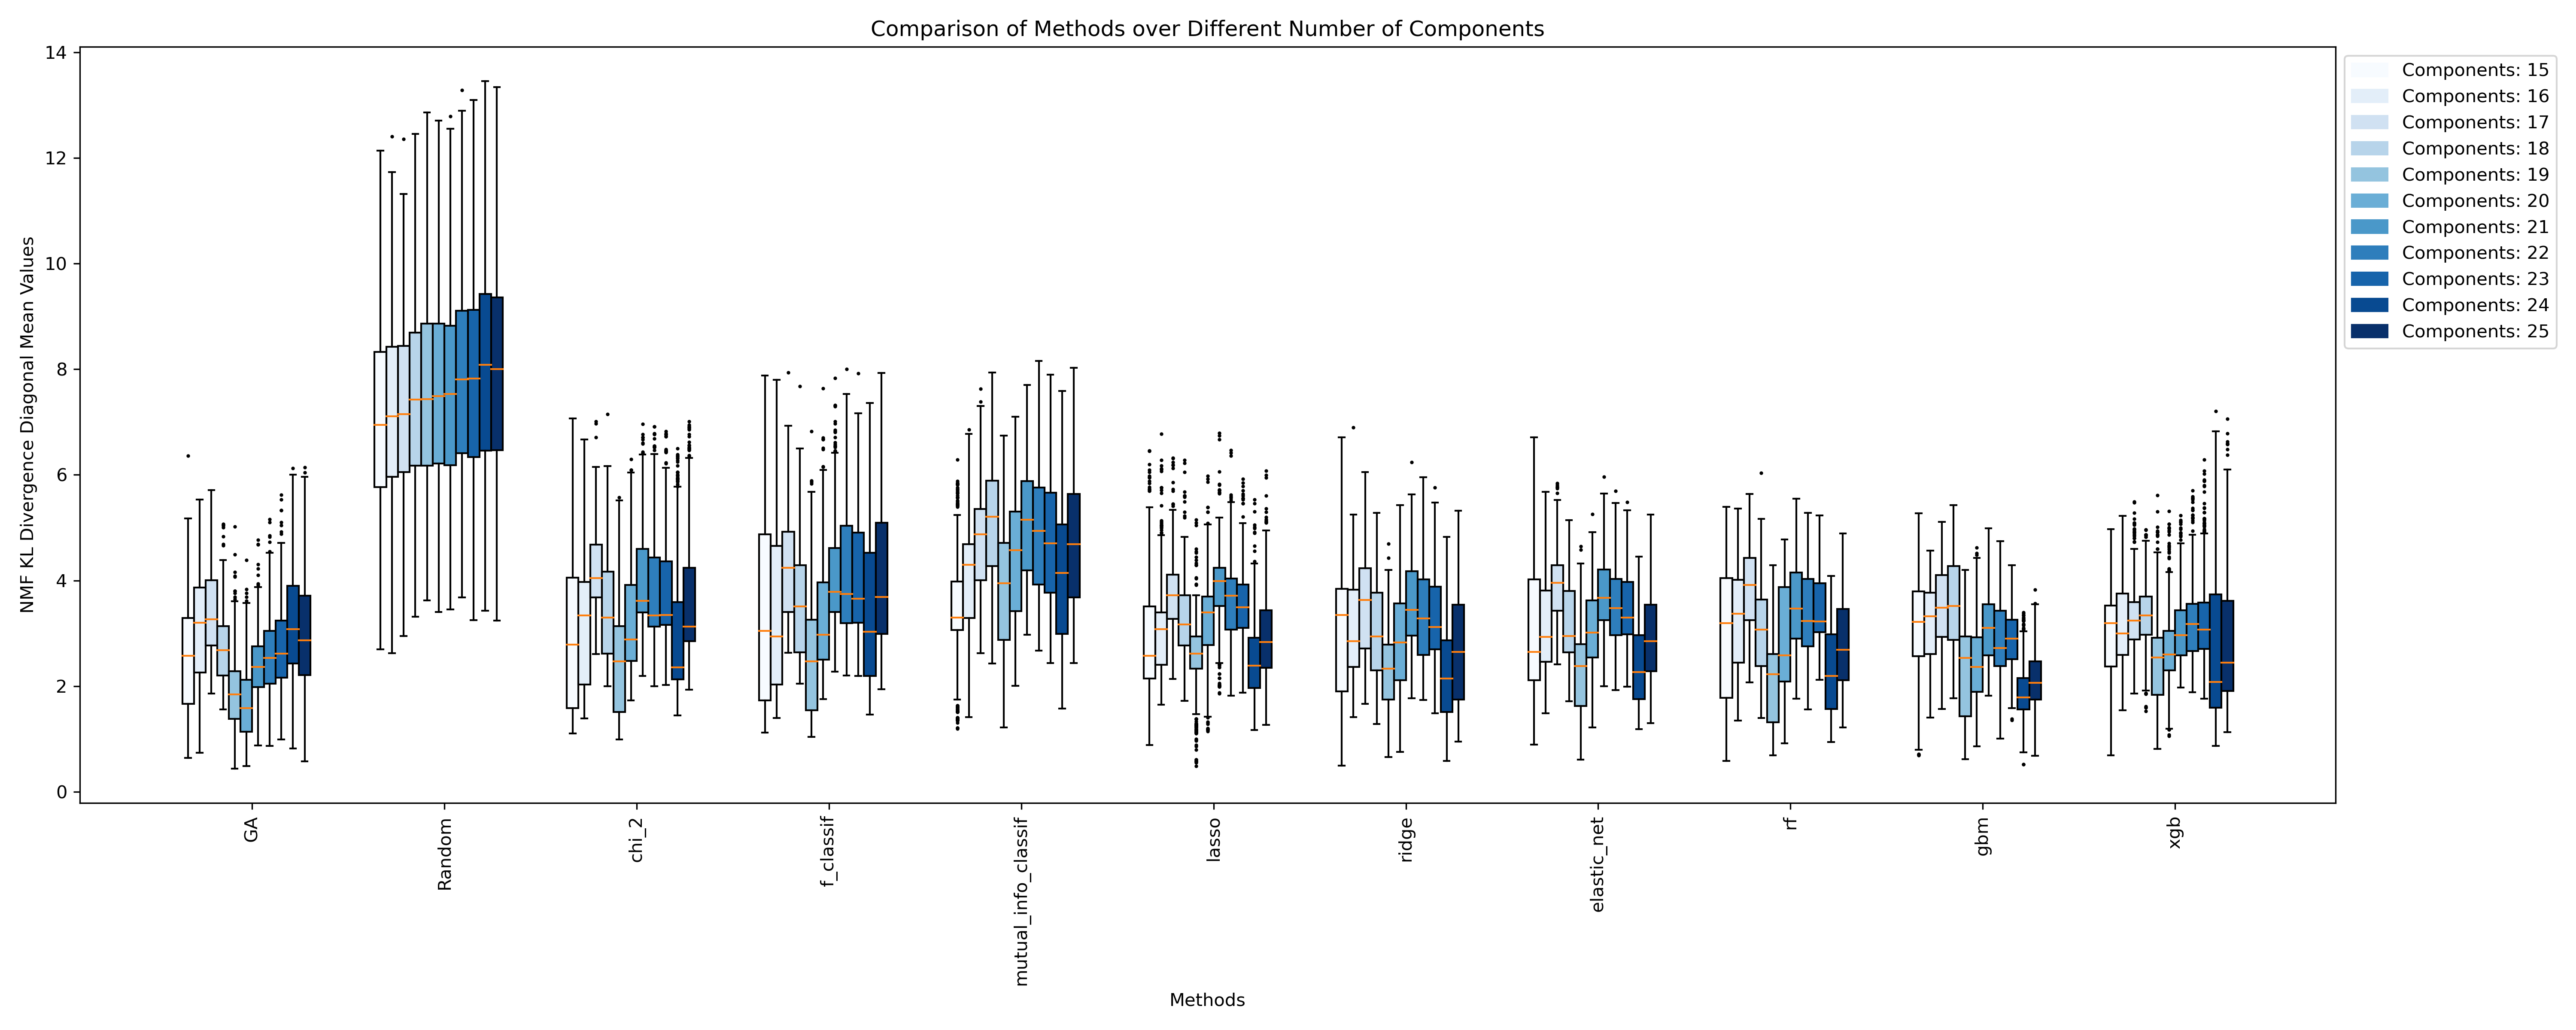 Comparison of Methods over Different Number of Components
NMF KL Divergence Diagonal Mean Values
14
12
10
8
6
4
2
0
GA
Random
chi_2
f_classif
mutual_info_classif
lasso
ridge
elastic_net
rf
gbm
xgb
Methods
Components: 15
Components: 16
Components: 17
Components: 18
Components: 19
Components: 20
Components: 21
Components: 22
Components: 23
Components: 24
Components: 25